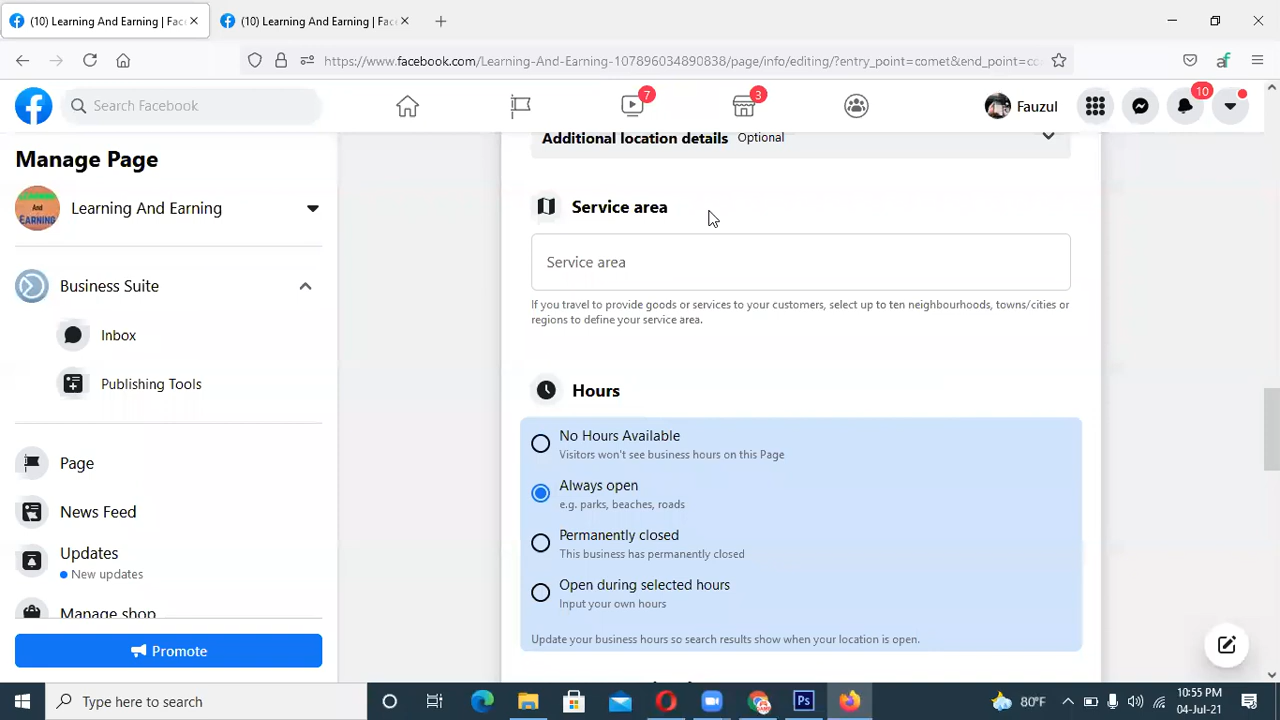 (10) Learning And Earning | Fac
(10) Learning And Earning | Fac
https://www.facebook.com/Learning-And-Earning-107896034890838/page/info/editing/?entry_point=comet&end_point=co
Search Facebook
7
3
Fauzul
10
Manage Page
Learning And Earning
And
EARNING
Business Suite
Inbox
Publishing Tools
Page
News Feed
Updates
New updates
Manage shop
Promote
Additional location details Optional
Service area
Service area
If you travel to provide goods or services to your customers, select up to ten neighbourhoods, towns/cities or
regions to define your service area.
Hours
No Hours Available
Visitors won't see business hours on this Page
Always open
e.g. parks, beaches, roads
Permanently closed
This business has permanently closed
Open during selected hours
Input your own hours
Update your business hours so search results show when your location is open.
Type here to search
Ps
80°F
10:55 PM
04-Jul-21